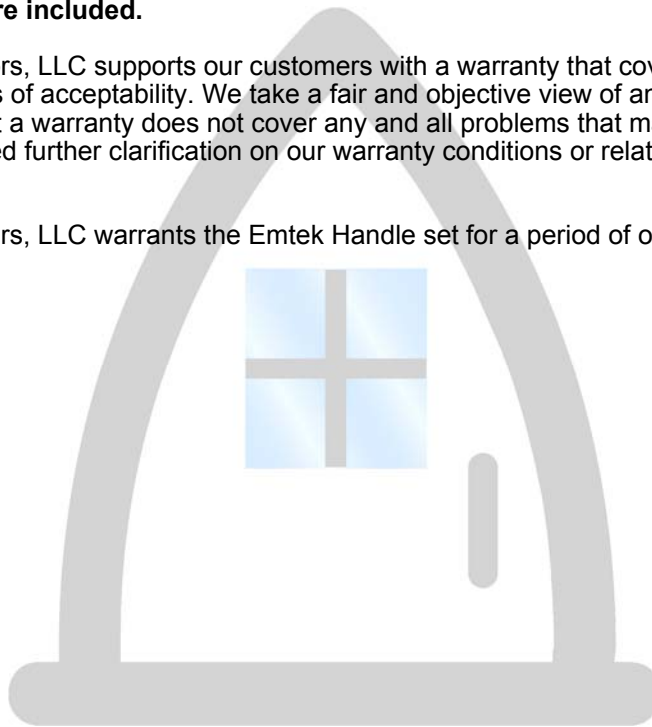 re included.
rs, LLC supports our customers with a warranty that cov
s of acceptability. We take a fair and objective view of an
t a warranty does not cover any and all problems that ma
ed further clarification on our warranty conditions or relat
rs, LLC warrants the Emtek Handle set for a period of o